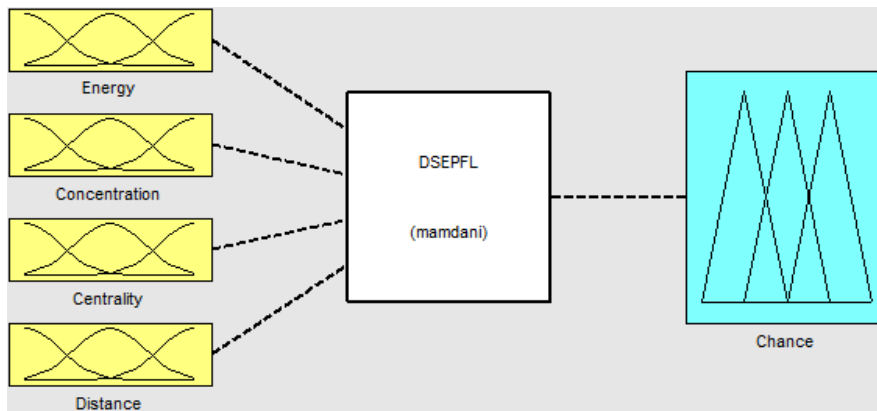 Energy
Concentration
Centrality
Distance
DSEPFL
(mamdani)
Chance